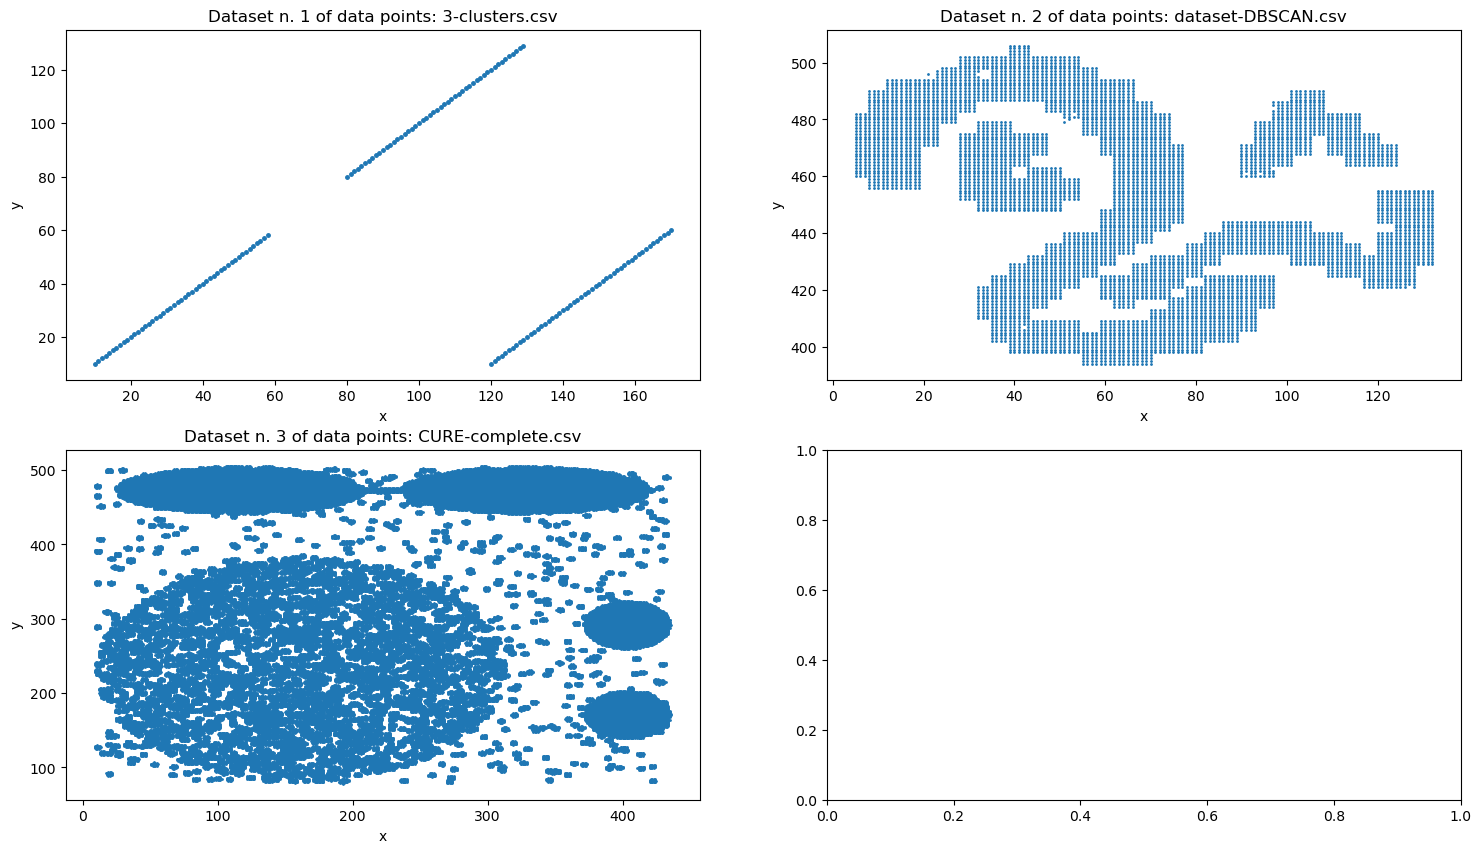 Dataset n. 1 of data points: 3-clusters.csv
120
100
80
60
40
20
y
20 40 60 80 100 120 140 160
x
Dataset n. 2 of data points: dataset-DBSCAN.csv
500
480
460
440
420
400
y
0 20 40 60 80 100 120
x
Dataset n. 3 of data points: CURE-complete.csv
500
400
300
200
100
y
0 100 200 300 400
x
1.0
0.8
0.6
0.4
0.2
0.0
0.0 0.2 0.4 0.6 0.8 1.0